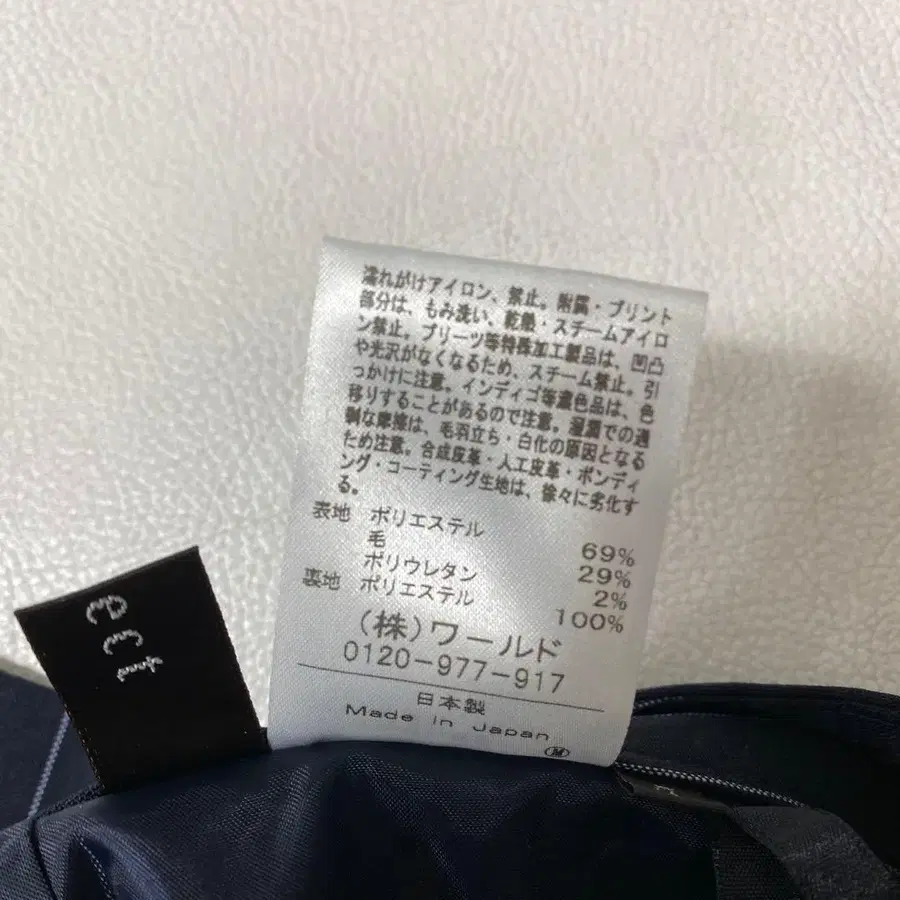 濡れがけアイロン、禁止。附属・プリント
部分は、もみ洗い、乾熱・スチームアイロ
ン禁止。プリーツ等特殊加工製品は、凹凸
や光沢がなくなるため、スチーム禁止。引
っかけに注意。インディゴ等濃色品は、色
移りすることがあるので注意。湿潤での過
剰な摩擦は、毛羽立ち・白化の原因となる
ため注意。合成皮革・人工皮革・ボンディ
ング・コーティング生地は、徐々に劣化す
る。
表地 ポリエステル 69%
毛 29%
ポリウレタン 2%
裏地 ポリエステル 100%
(株)ワールド
0120-977-917
日本製
Made in Japan
M
ect